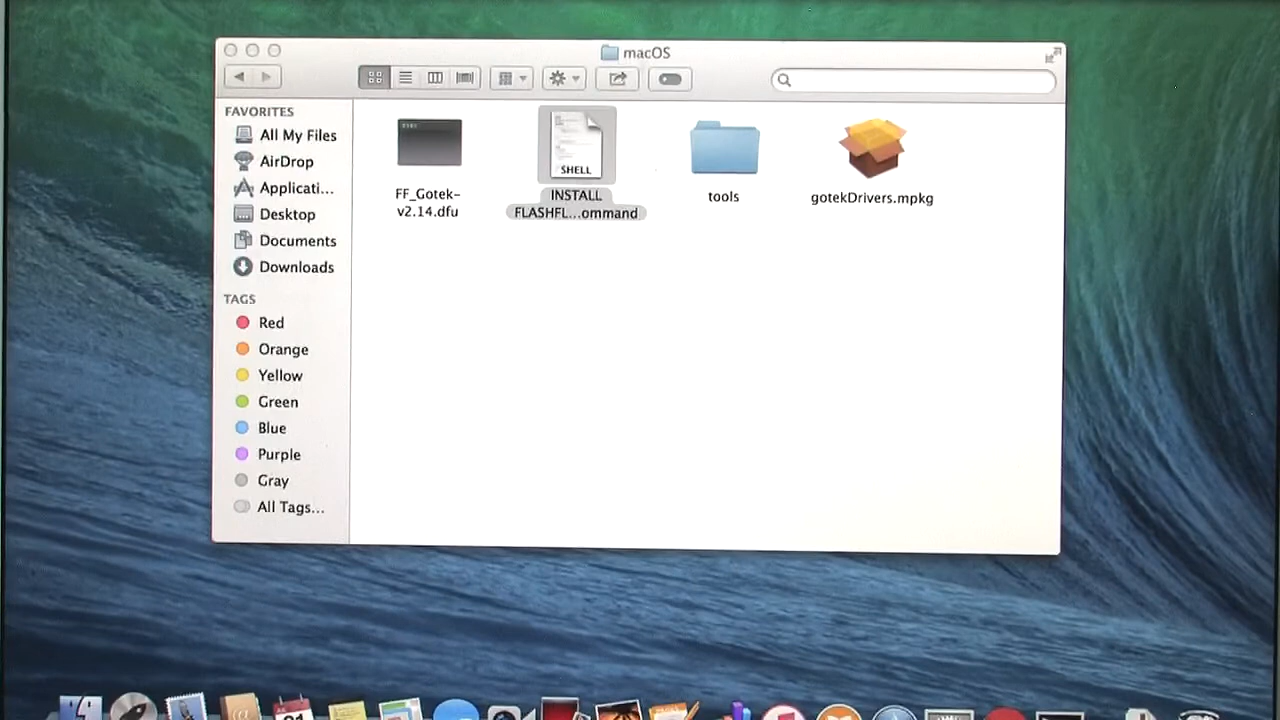 macOS
FAVORITES
All My Files
AirDrop
Applicati...
Desktop
Documents
Downloads
TAGS
Red
Orange
Yellow
Green
Blue
Purple
Gray
All Tags...
FF_Gotek-
v2.14.dfu
SHELL
INSTALL
FLASHFL...ommand
tools
gotekDrivers.mpkg